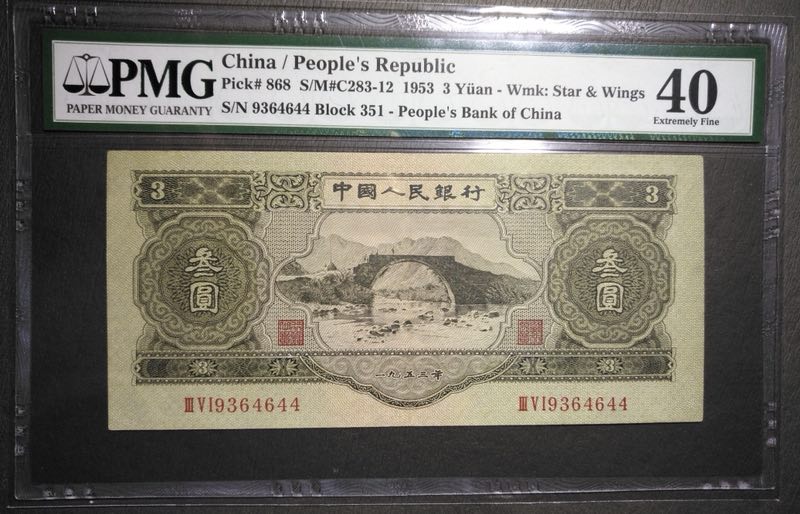 PMG
PAPER MONEY GUARANTY
China / People's Republic
Pick# 868 S/M#C283-12 1953 3 Yüan - Wmk: Star & Wings
S/N 9364644 Block 351 - People's Bank of China
40
Extremely Fine
3 中國人民銀行 3
叁圓 叁圓
3 一九五三年 3
ⅢⅤⅠ9364644 ⅢⅤⅠ9364644